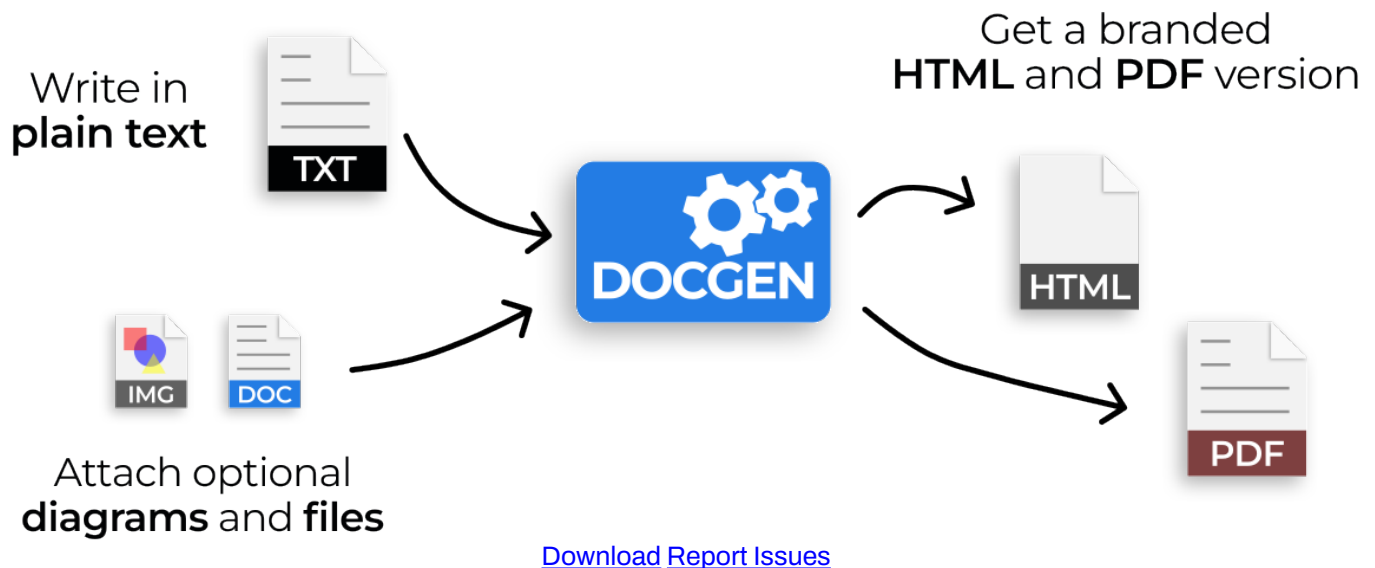 Write in
plain text
TXT
IMG
DOC
Attach optional
diagrams and files
DOCGEN
Get a branded
HTML and PDF version
HTML
PDF
Download Report Issues